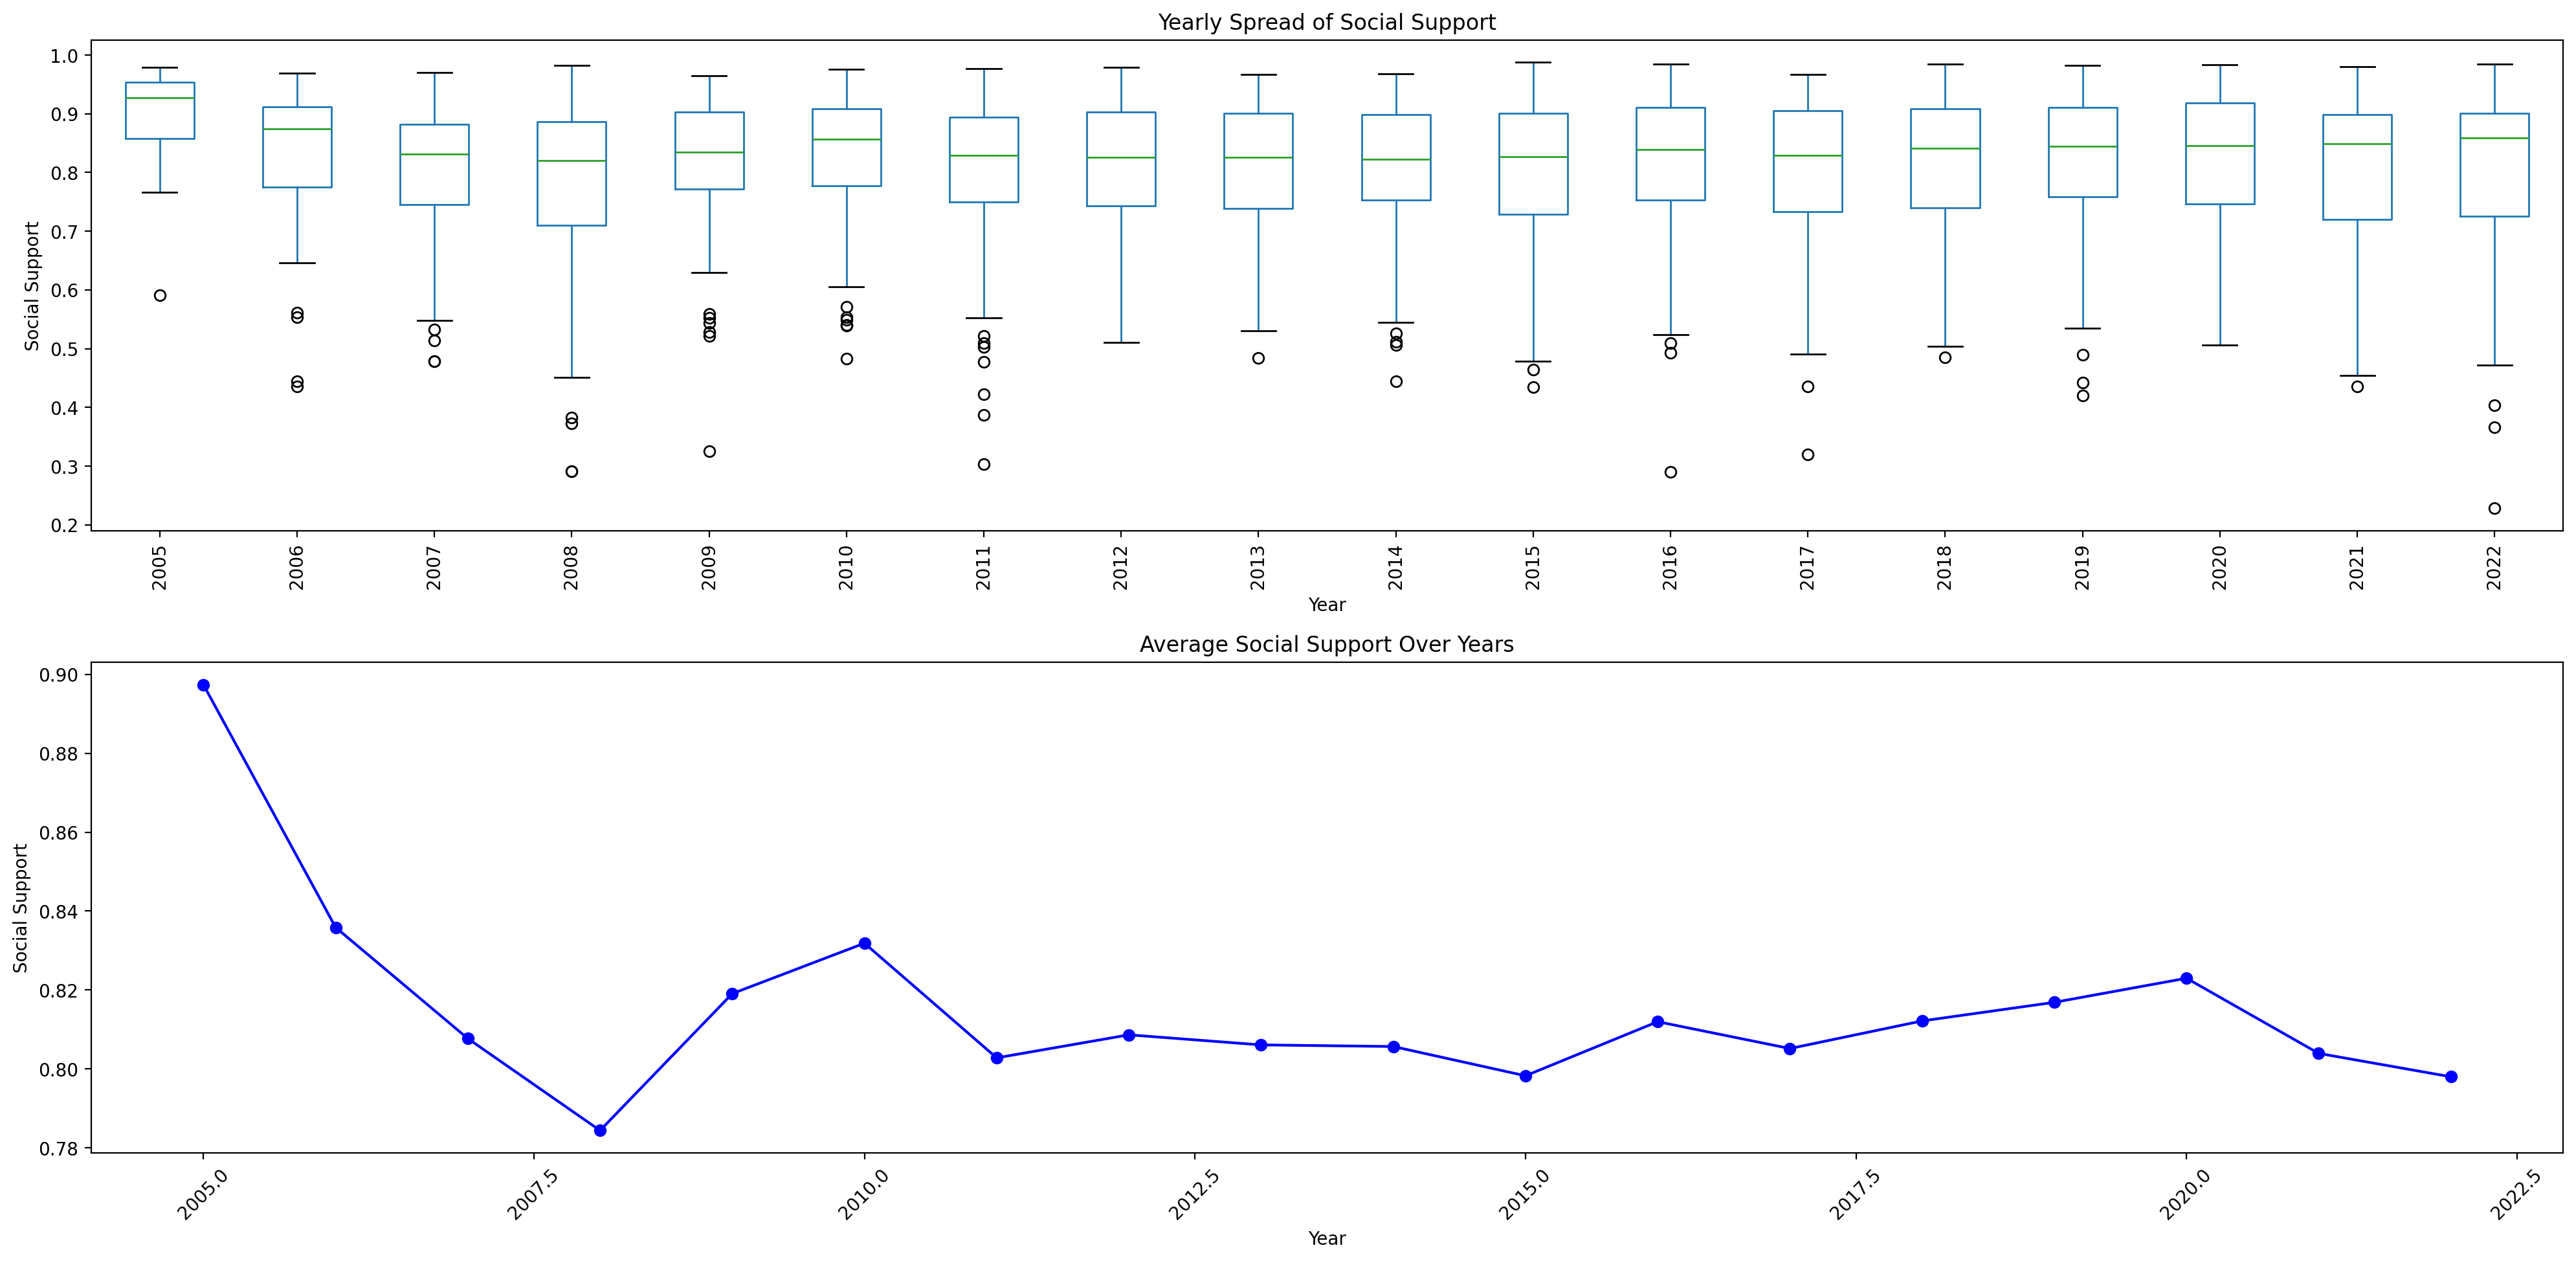 Yearly Spread of Social Support
1.0
0.9
0.8
0.7
0.6
0.5
0.4
0.3
0.2
Social Support
2005 2006 2007 2008 2009 2010 2011 2012 2013 2014 2015 2016 2017 2018 2019 2020 2021 2022
Year
Average Social Support Over Years
0.90
0.88
0.86
0.84
0.82
0.80
0.78
Social Support
2005.0 2007.5 2010.0 2012.5 2015.0 2017.5 2020.0 2022.5
Year